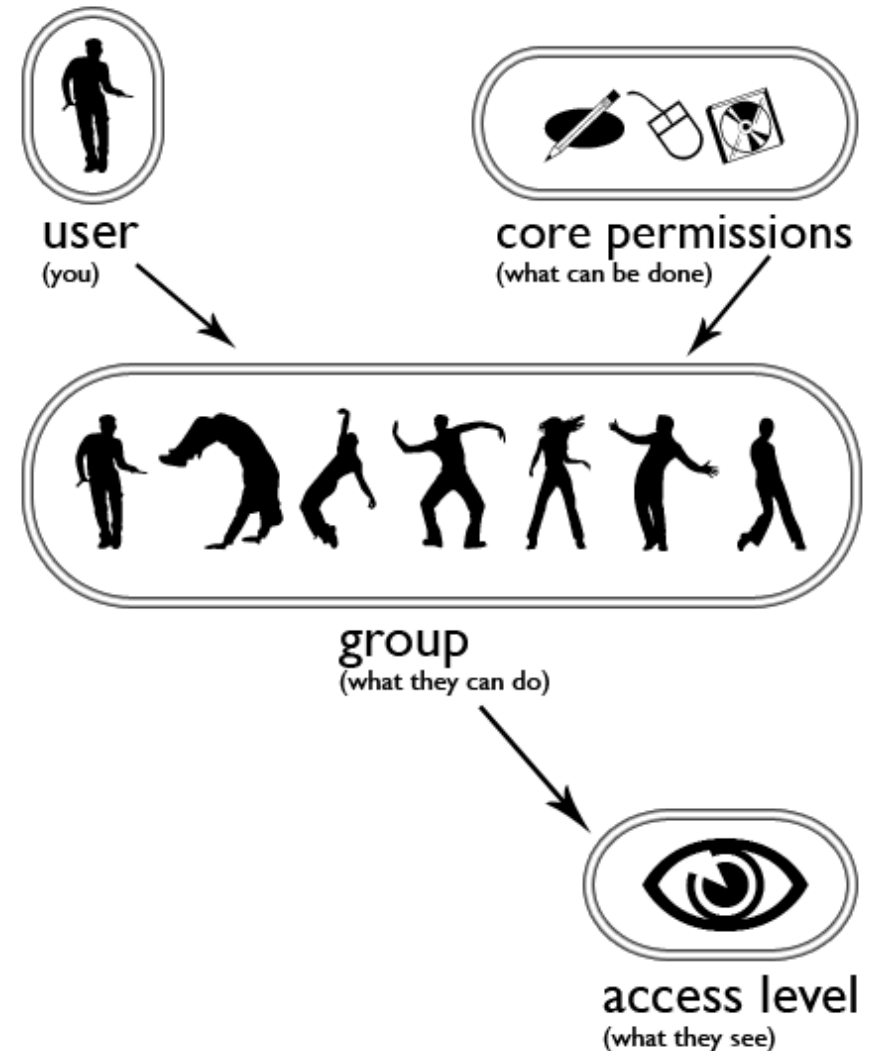 user
(you)
core permissions
(what can be done)
group
(what they can do)
access level
(what they see)